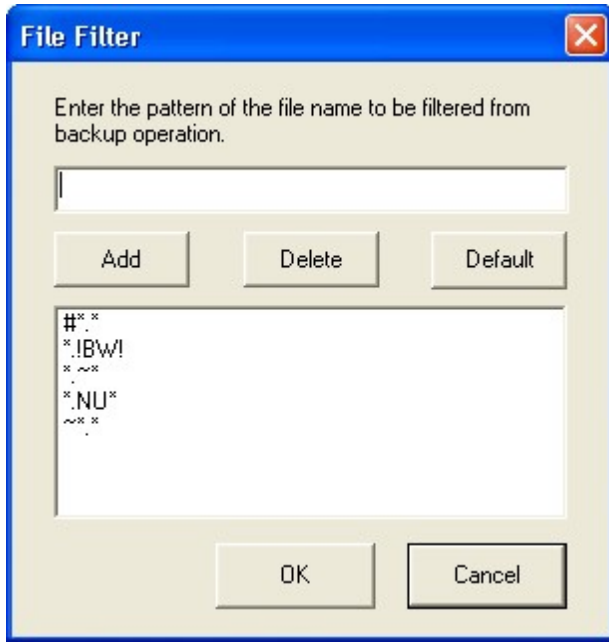 File Filter
Enter the pattern of the file name to be filtered from
backup operation.
Add Delete Default
#*.*
*.!BW!
*.~*
*.NU*
~*.*
OK Cancel